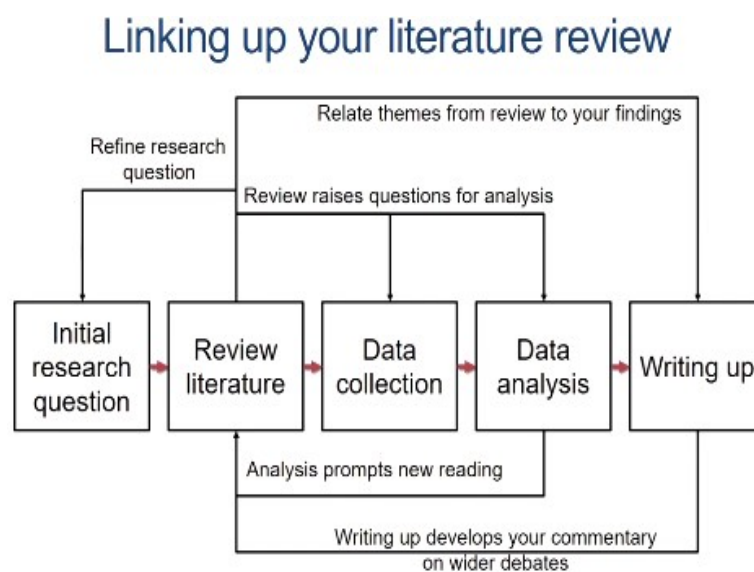 Linking up your literature review
Relate themes from review to your findings
Refine research
question
Review raises questions for analysis
Initial
research
question
Review
literature
Data
collection
Data
analysis
Writing up
Analysis prompts new reading
Writing up develops your commentary
on wider debates